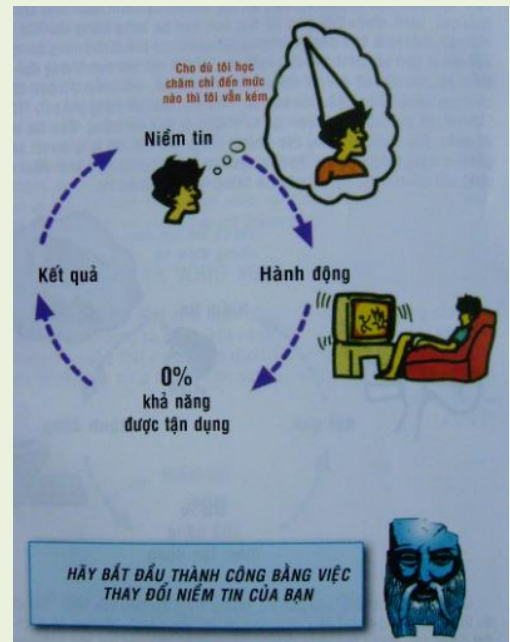 Cho dù tôi học
chăm chỉ đến mức
nào thì tôi vẫn kém
Niềm tin
Hành động
Kết quả
0%
khả năng
được tận dụng
HÃY BẮT ĐẦU THÀNH CÔNG BẰNG VIỆC
THAY ĐỔI NIỀM TIN CỦA BẠN